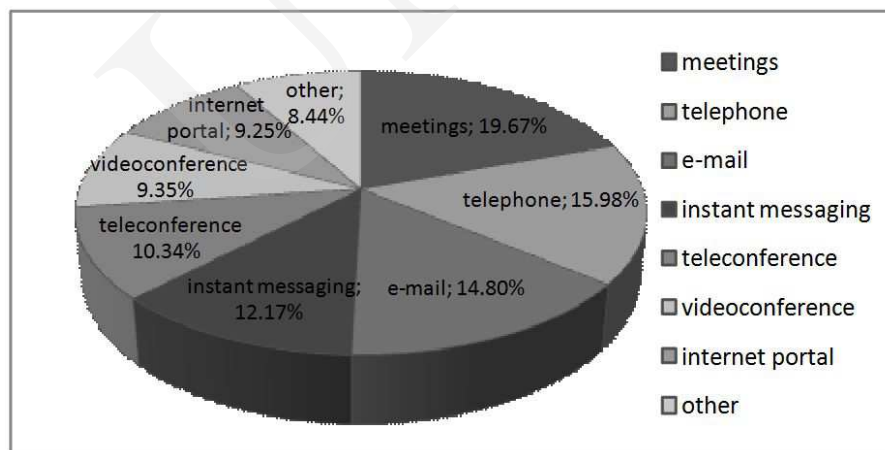 other;
8.44%
internet
portal; 9.25%
meetings; 19.67%
videoconference
9.35%
telephone; 15.98%
teleconference
10.34%
instant messaging;
12.17%
e-mail; 14.80%
meetings
telephone
e-mail
instant messaging
teleconference
videoconference
internet portal
other